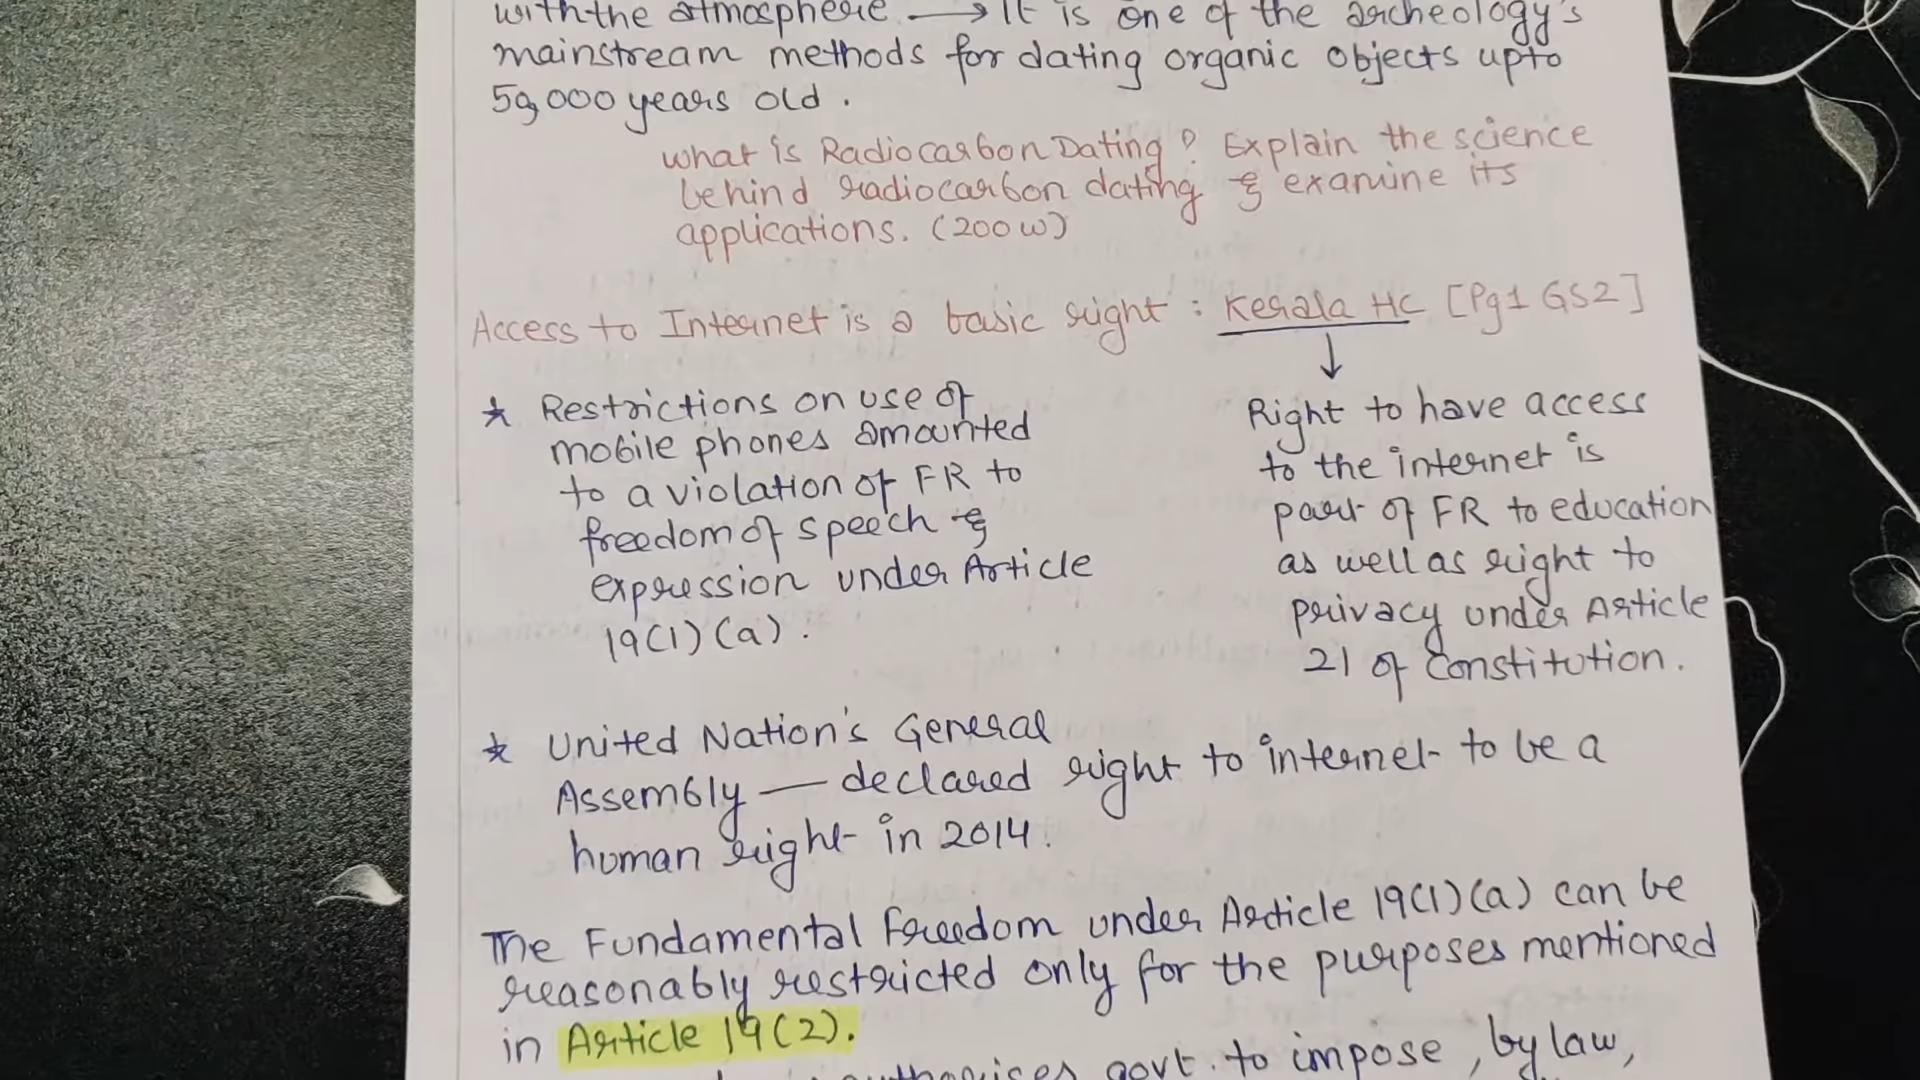 with the atmosphere. → It is one of the archeology's
mainstream methods for dating organic objects upto
50,000 years old.
what is Radiocarbon Dating? Explain the science
behind radiocarbon dating & examine its
applications. (200 w)
Access to Internet is a basic right : Kerala HC [Pg1 GS2]
↓
* Restrictions on use of
mobile phones amounted
to a violation of FR to
freedom of speech &
expression under Article
19(1)(a).
Right to have access
to the internet is
part of FR to education
as well as right to
privacy under Article
21 of Constitution.
* United Nation's General
Assembly — declared right to internet to be a
human right in 2014.
The Fundamental freedom under Article 19(1)(a) can be
reasonably restricted only for the purposes mentioned
in Article 19(2).
govt. to impose, by law,